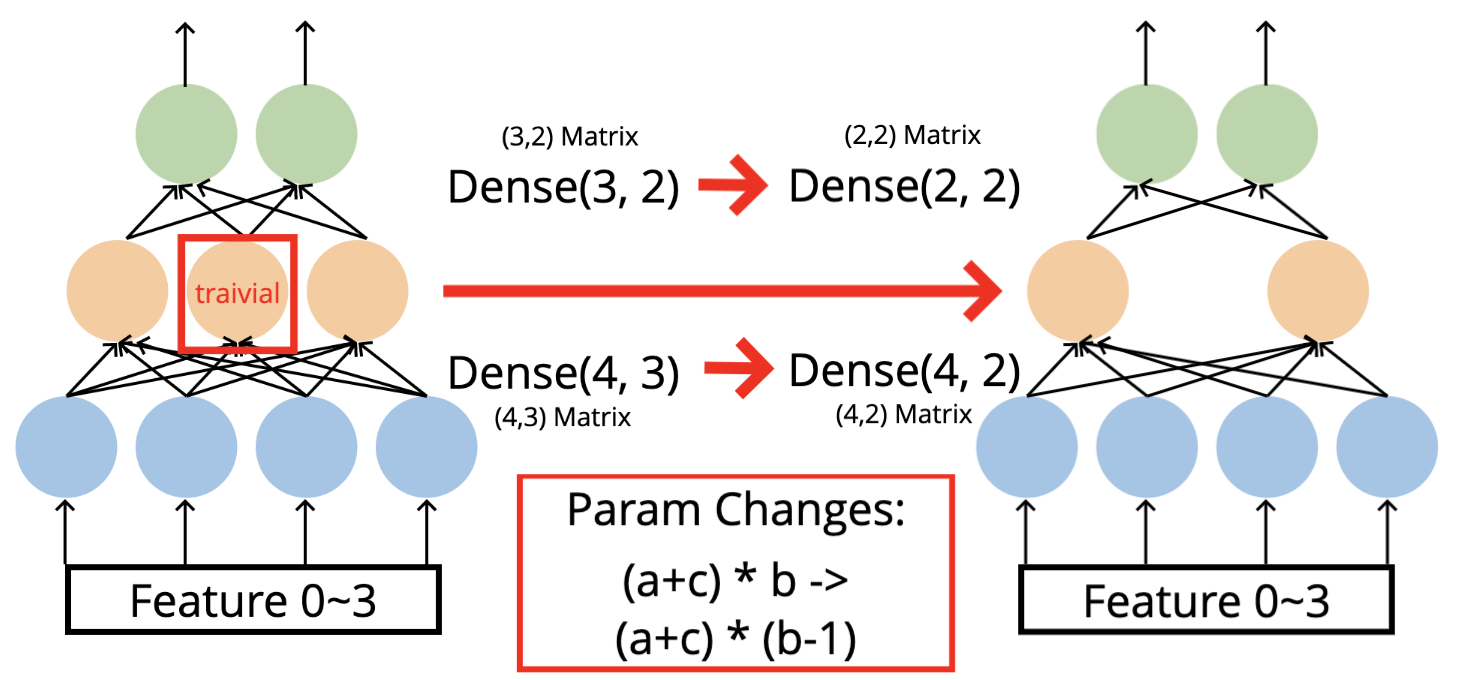 (3,2) Matrix
(2,2) Matrix
Dense(3, 2)
Dense(2, 2)
traivial
Dense(4, 3)
Dense(4, 2)
(4,3) Matrix
(4,2) Matrix
Param Changes:
(a+c) * b ->
(a+c) * (b-1)
Feature 0~3
Feature 0~3